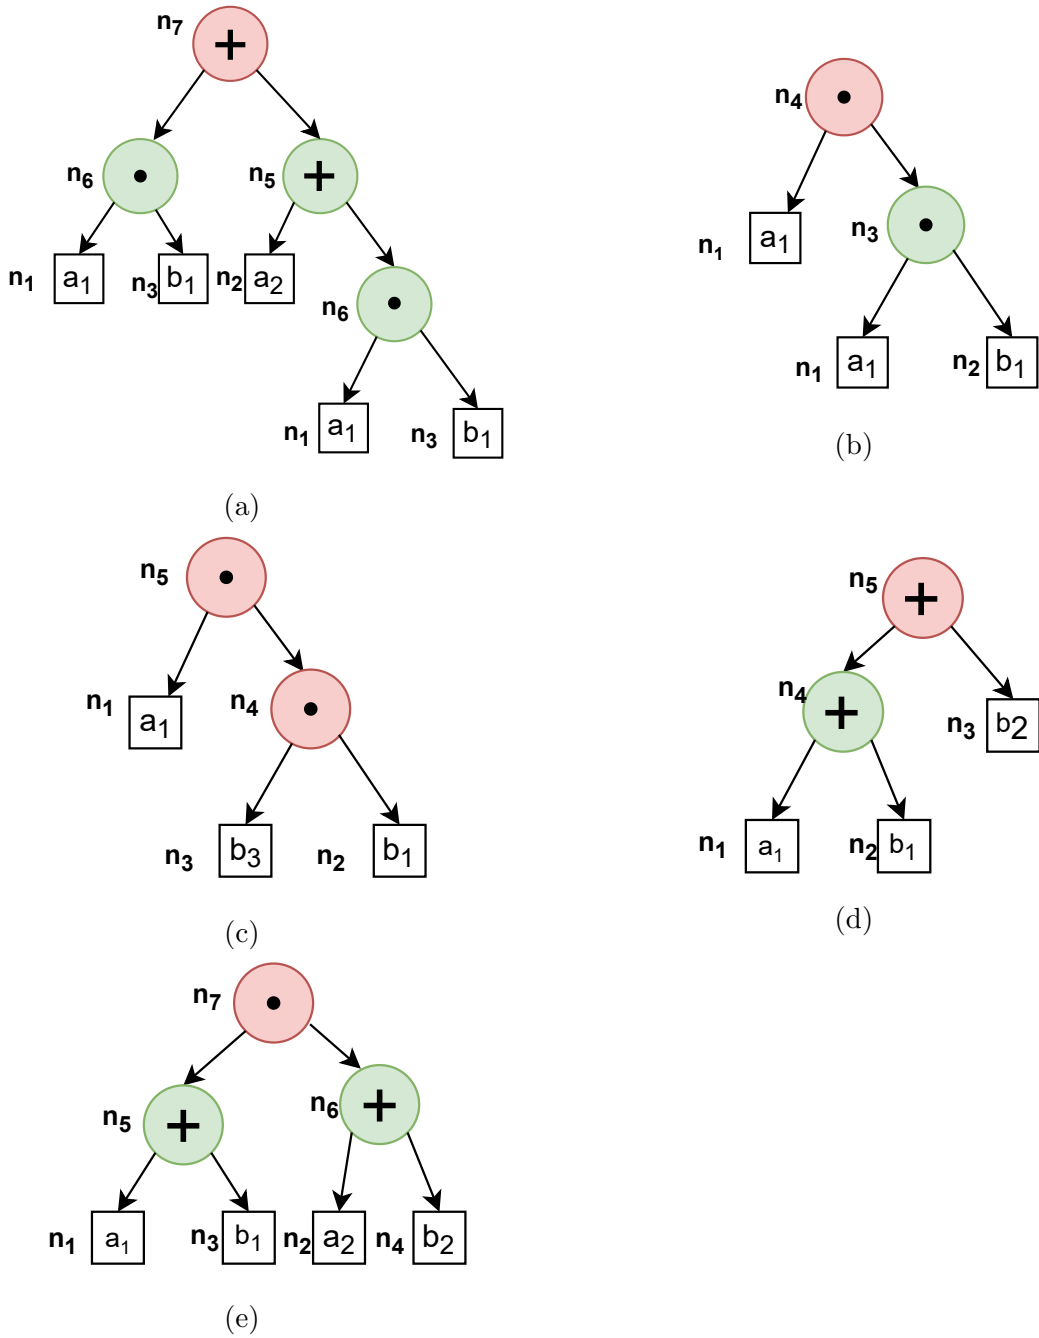 n7
+
n6
•
n5
+
n1 a1 n3 b1 n2 a2
n6
•
n1 a1 n3 b1
(a)
n4
•
n1 a1
n3
•
n1 a1 n2 b1
(b)
n5
•
n1 a1
n4
•
n3 b3 n2 b1
(c)
n5
+
n4
+
n3 b2
n1 a1 n2 b1
(d)
n7
•
n5
+
n6
+
n1 a1 n3 b1 n2 a2 n4 b2
(e)